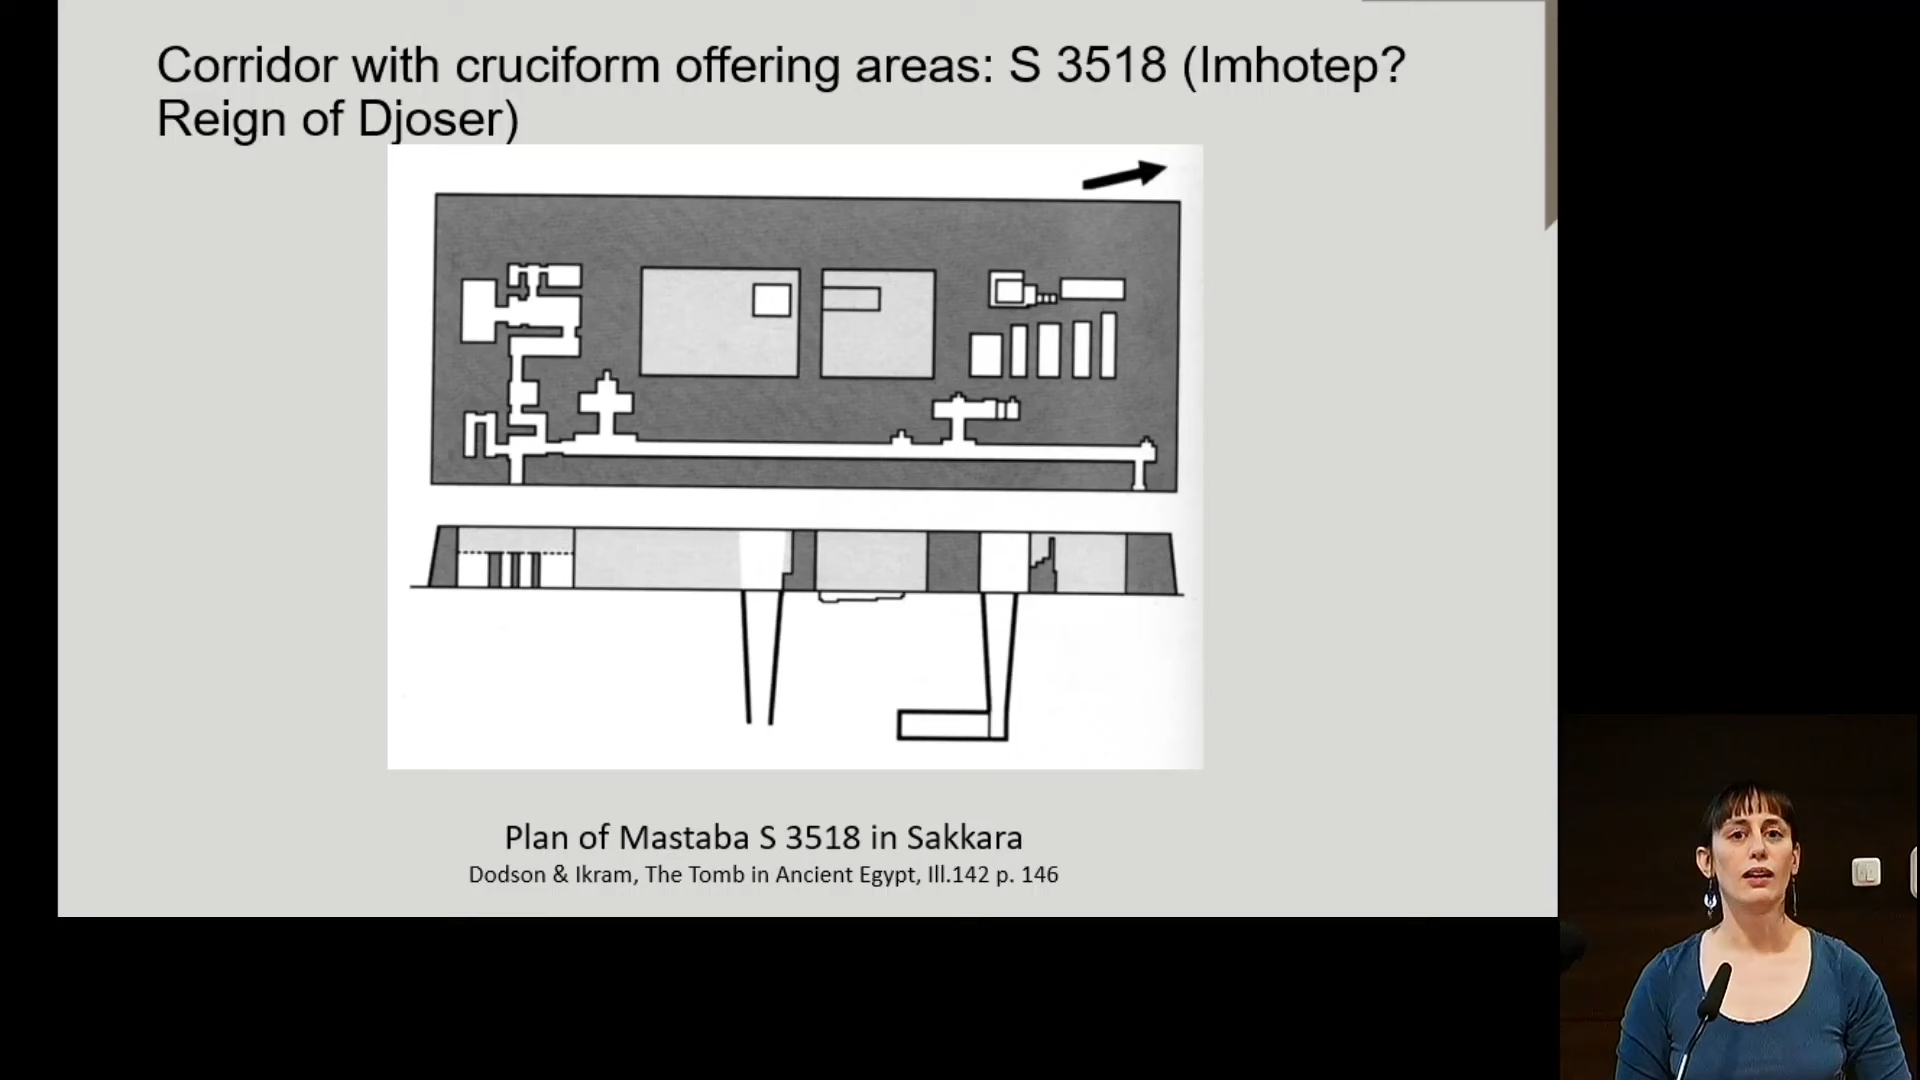 Corridor with cruciform offering areas: S 3518 (Imhotep?
Reign of Djoser)
Plan of Mastaba S 3518 in Sakkara
Dodson & Ikram, The Tomb in Ancient Egypt, Ill.142 p. 146